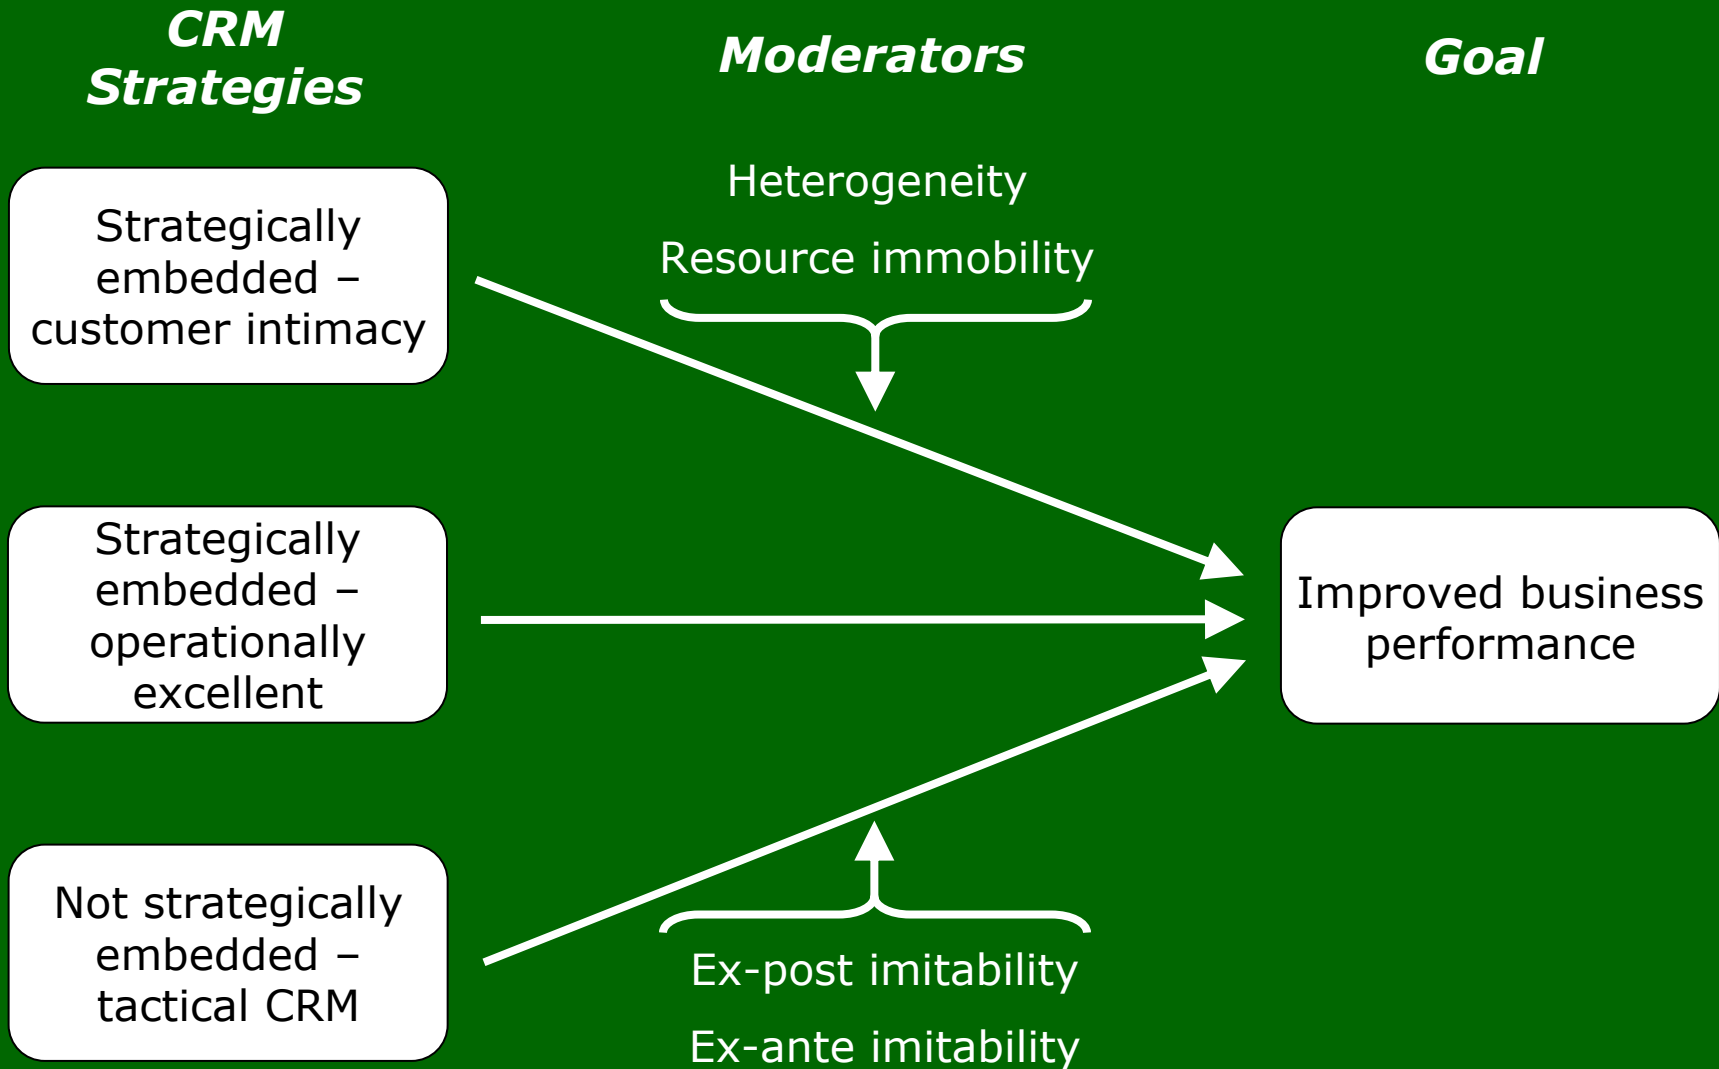 CRM
Strategies
Moderators
Goal
Strategically
embedded –
customer intimacy
Heterogeneity
Resource immobility
Strategically
embedded –
operationally
excellent
Improved business
performance
Not strategically
embedded –
tactical CRM
Ex-post imitability
Ex-ante imitability